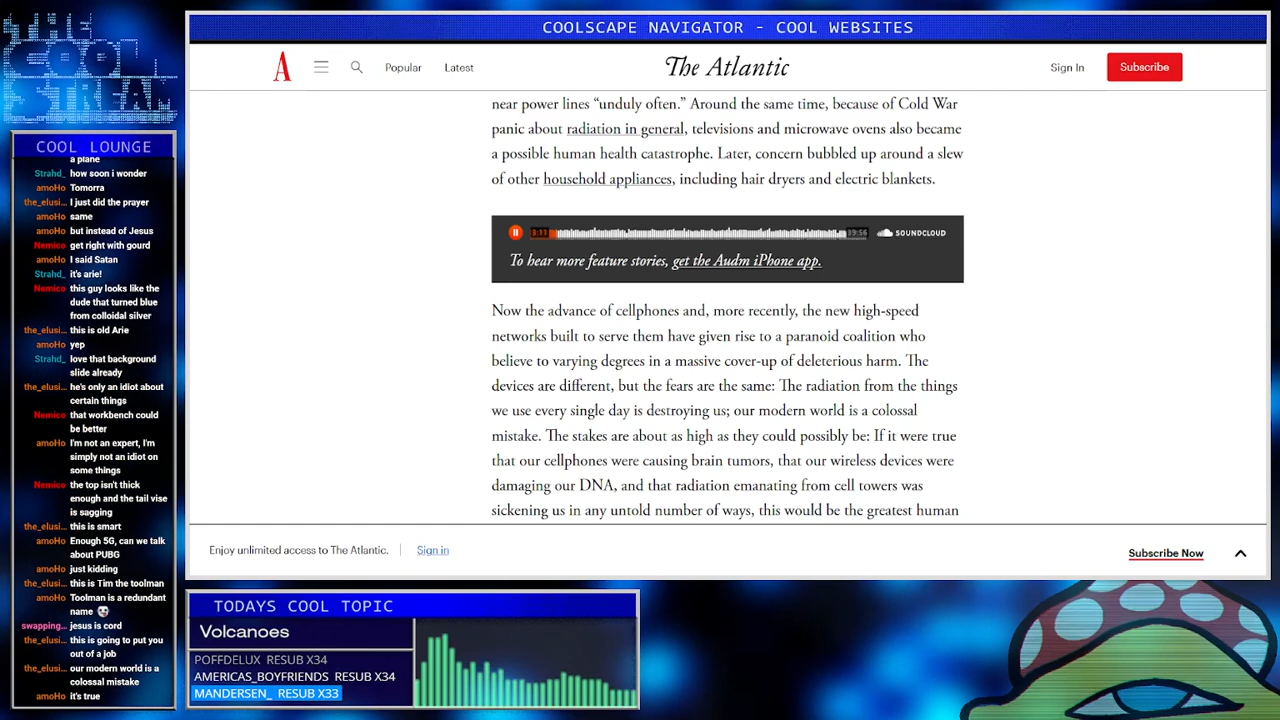 COOLSCAPE NAVIGATOR COOL WEBSITES
A
Popular
Latest
The Atlantic
Sign In
Subscribe
near power lines “unduly often.” Around the same time, because of Cold War
panic about radiation in general, televisions and microwave ovens also became
a possible human health catastrophe. Later, concern bubbled up around a slew
of other household appliances, including hair dryers and electric blankets.
3:11
39:56
SOUNDCLOUD
To hear more feature stories, get the Audm iPhone app.
Now the advance of cellphones and, more recently, the new high-speed
networks built to serve them have given rise to a paranoid coalition who
believe to varying degrees in a massive cover-up of deleterious harm. The
devices are different, but the fears are the same: The radiation from the things
we use every single day is destroying us; our modern world is a colossal
mistake. The stakes are about as high as they could possibly be: If it were true
that our cellphones were causing brain tumors, that our wireless devices were
damaging our DNA, and that radiation emanating from cell towers was
sickening us in any untold number of ways, this would be the greatest human
Enjoy unlimited access to The Atlantic.
Sign in
Subscribe Now
COOL LOUNGE
a plane
Strahd_ how soon i wonder
amoHo Tomorra
the_elusi... I just did the prayer
amoHo same
amoHo but instead of Jesus
Nemico get right with gourd
amoHo I said Satan
Strahd_ it's arie!
Nemico this guy looks like the
dude that turned blue
from colloidal silver
the_elusi... this is old Arie
amoHo yep
Strahd_ love that background
slide already
the_elusi... he's only an idiot about
certain things
Nemico that workbench could
be better
amoHo I'm not an expert, I'm
simply not an idiot on
some things
Nemico the top isn't thick
enough and the tail vise
is sagging
the_elusi... this is smart
amoHo Enough 5G, can we talk
about PUBG
amoHo just kidding
the_elusi... this is Tim the toolman
amoHo Toolman is a redundant
name
swapping... jesus is cord
the_elusi... this is going to put you
out of a job
the_elusi... our modern world is a
colossal mistake
amoHo it's true
TODAYS COOL TOPIC
Volcanoes
POFFDELUX RESUB X34
AMERICAS_BOYFRIENDS RESUB X34
MANDERSEN_ RESUB X33